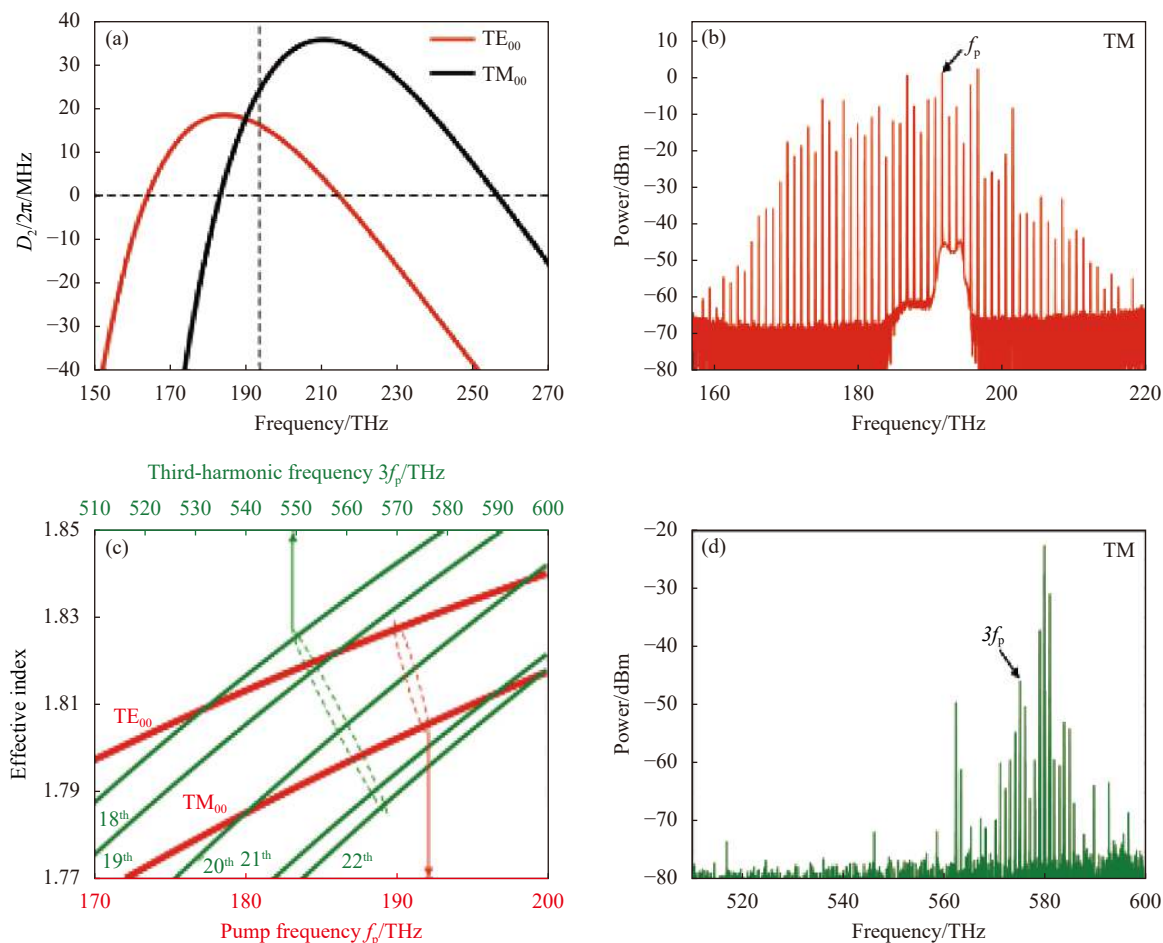 (a)
TE₀₀
TM₀₀
40
30
20
10
0
−10
−20
−30
−40
D₂/2π/MHz
150 170 190 210 230 250 270
Frequency/THz
(b)
TM
fₚ
10
0
−10
−20
−30
−40
−50
−60
−70
−80
Power/dBm
160 180 200 220
Frequency/THz
Third-harmonic frequency 3fₚ/THz
510 520 530 540 550 560 570 580 590 600
(c)
1.85
1.83
1.81
1.79
1.77
Effective index
TE₀₀
TM₀₀
18ᵗʰ
19ᵗʰ
20ᵗʰ
21ᵗʰ
22ᵗʰ
170 180 190 200
Pump frequency fₚ/THz
(d)
TM
3fₚ
−20
−30
−40
−50
−60
−70
−80
Power/dBm
520 540 560 580 600
Frequency/THz